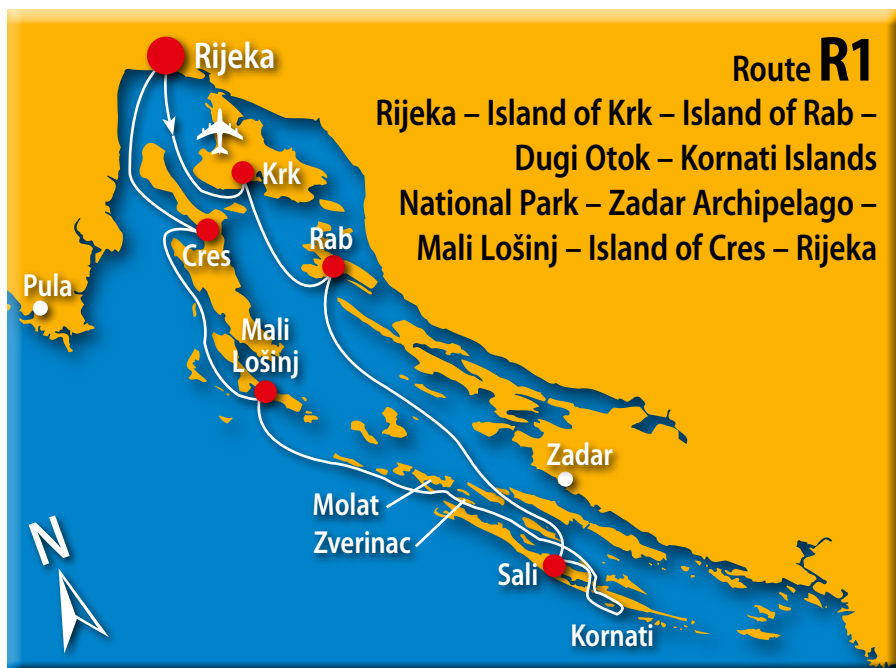 Route R1
Rijeka – Island of Krk – Island of Rab –
Dugi Otok – Kornati Islands
National Park – Zadar Archipelago –
Mali Lošinj – Island of Cres – Rijeka
Rijeka
Krk
Rab
Cres
Pula
Mali
Lošinj
Zadar
Molat
Zverinac
Sali
Kornati
N